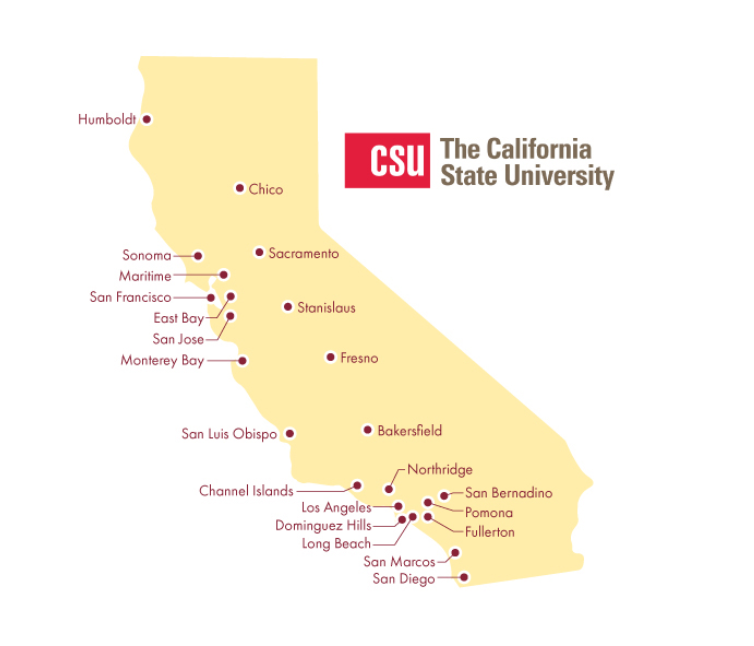 Humboldt
CSU
The California
State University
Chico
Sonoma
Sacramento
Maritime
San Francisco
East Bay
Stanislaus
San Jose
Monterey Bay
Fresno
San Luis Obispo
Bakersfield
Northridge
Channel Islands
San Bernadino
Los Angeles
Pomona
Dominguez Hills
Fullerton
Long Beach
San Marcos
San Diego